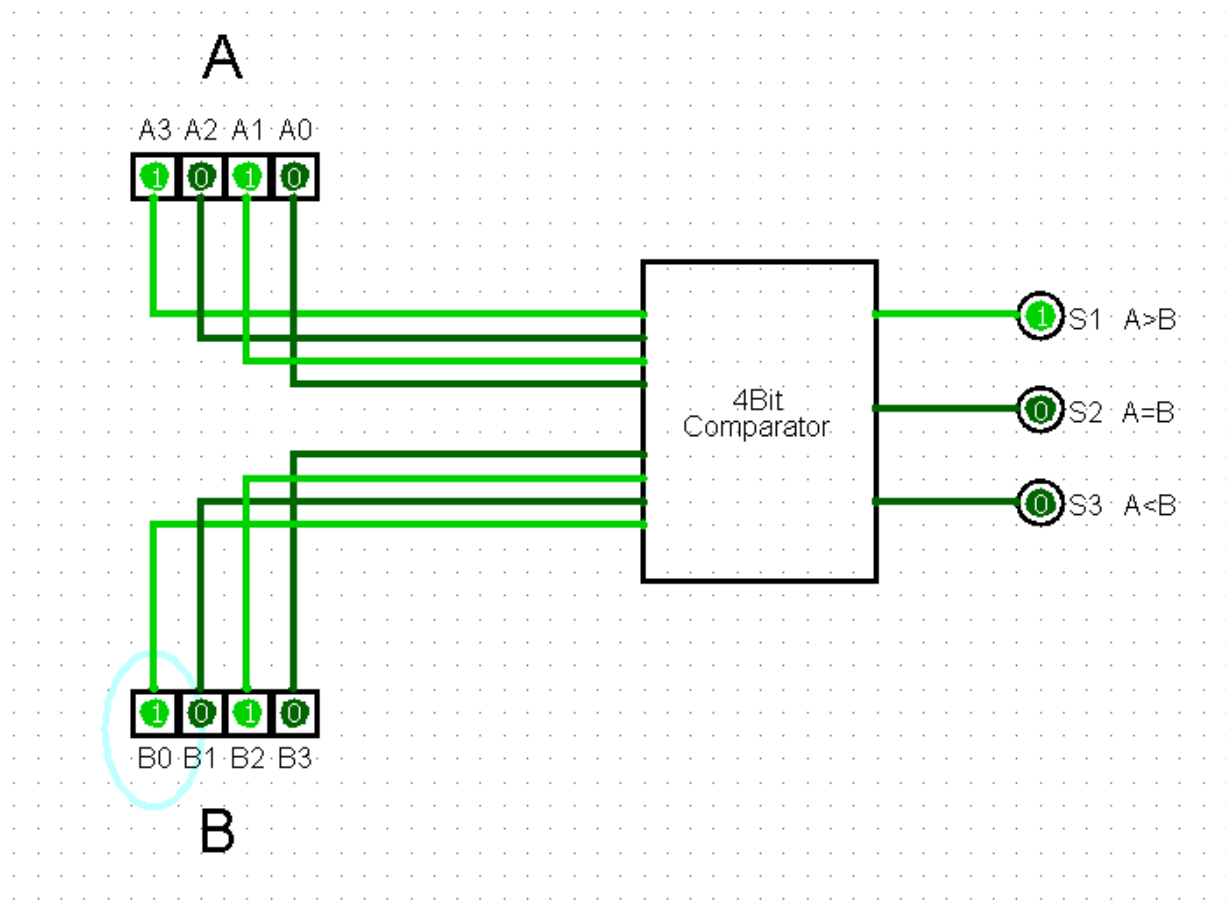 A
A3 A2 A1 A0
1 0 1 0
1 S1 A>B
4Bit
Comparator
0 S2 A=B
0 S3 A<B
1 0 1 0
B0 B1 B2 B3
B